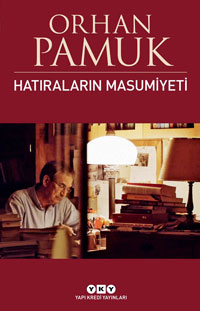 ORHAN
PAMUK
HATIRALARIN MASUMİYETİ
YKY
YAPI KREDİ YAYINLARI